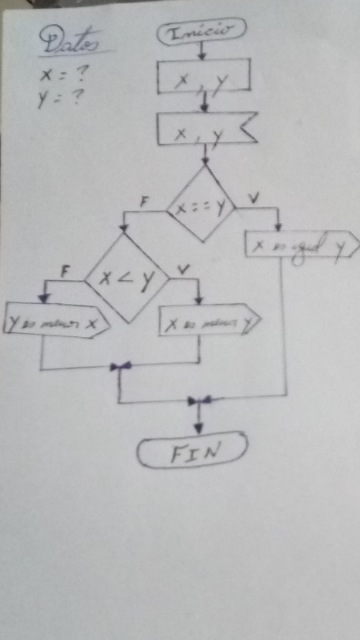 Datos
x = ?
y = ?
Inicio
x , y
x , y
x == y
F
V
x es igual y
x < y
F
V
y es menor x
x es menor y
FIN